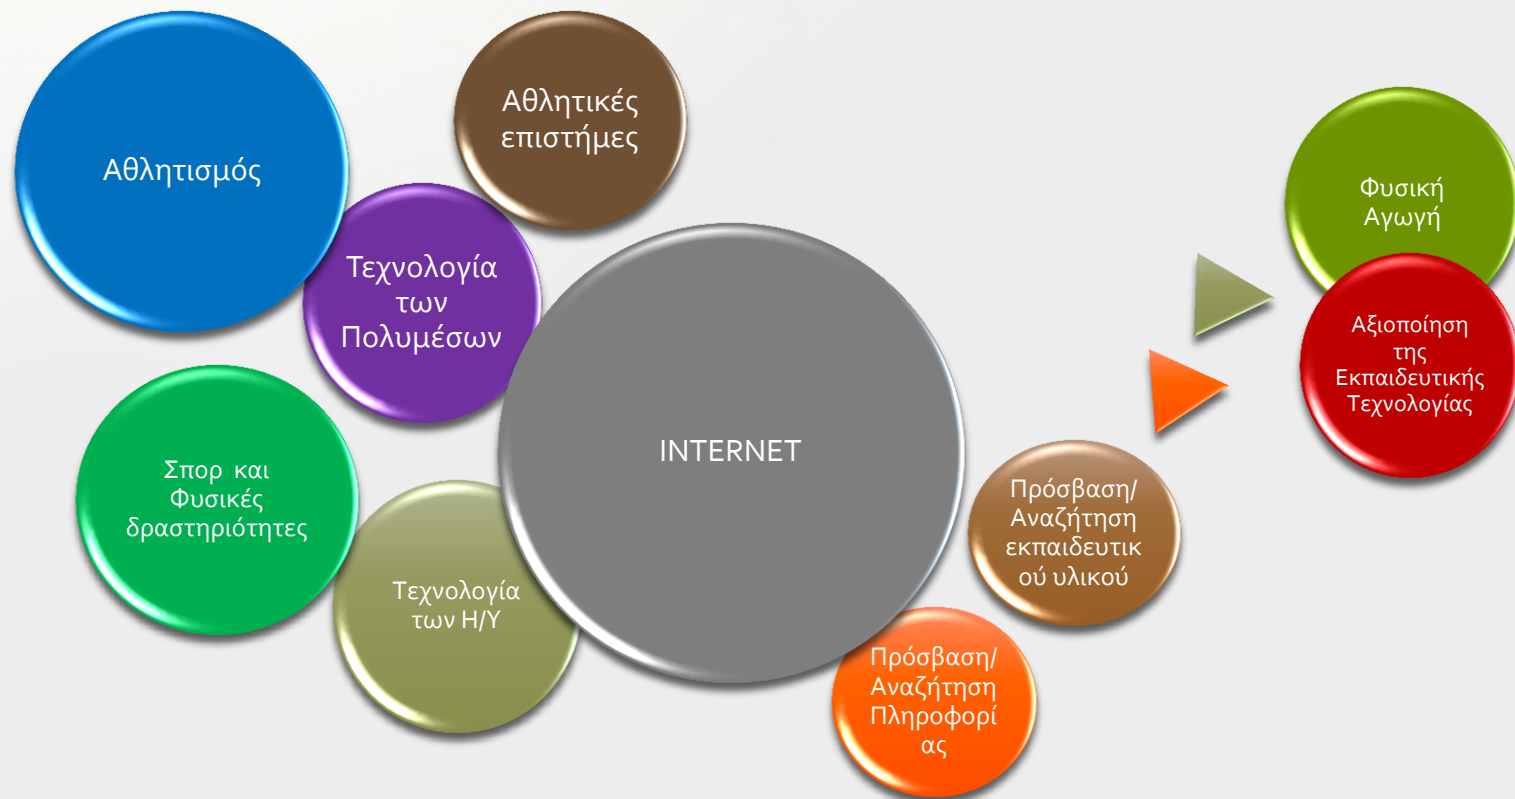 Αθλητισμός
Αθλητικές
επιστήμες
Τεχνολογία
των
Πολυμέσων
Σπορ και
Φυσικές
δραστηριότητες
Τεχνολογία
των Η/Υ
INTERNET
Πρόσβαση/
Αναζήτηση
εκπαιδευτικ
ού υλικού
Πρόσβαση/
Αναζήτηση
Πληροφορί
ας
Φυσική
Αγωγή
Αξιοποίηση
της
Εκπαιδευτικής
Τεχνολογίας